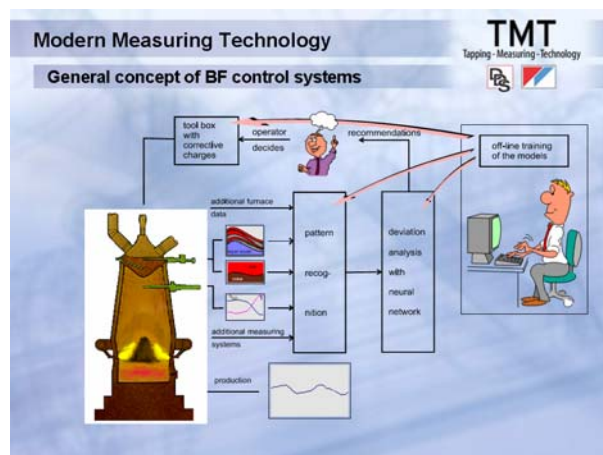 Modern Measuring Technology
TMT
Tapping - Measuring - Technology
General concept of BF control systems
DDS
tool box
with
corrective
charges
operator
decides
recommendations
off-line training
of the models
additional furnace
data
pattern
recog-
nition
deviation
analysis
with
neural
network
additional measuring
systems
production